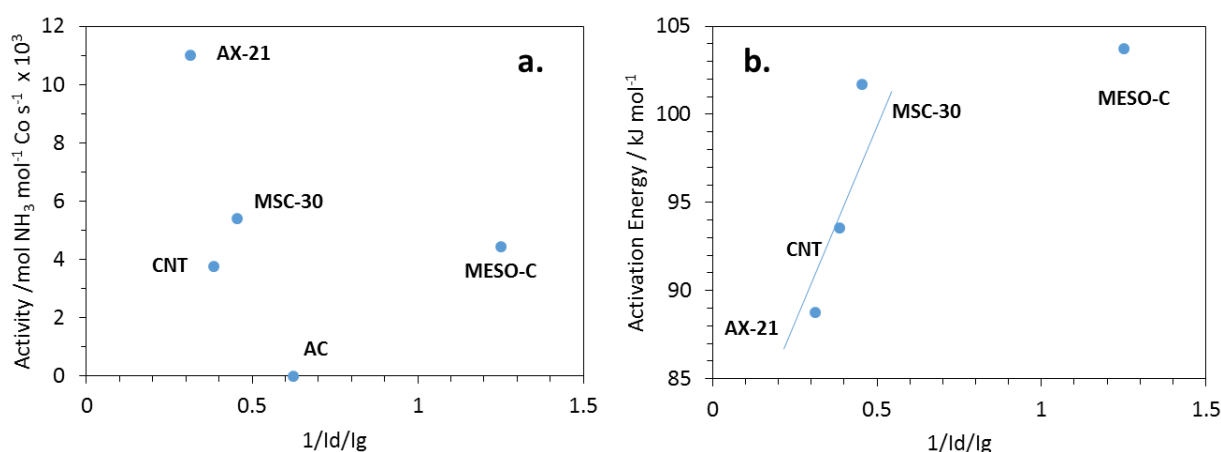 Activity /mol NH3 mol-1 Co s-1 x 10³
12
10
8
6
4
2
0
a.
AX-21
MSC-30
CNT
MESO-C
AC
0 0.5 1 1.5
1/Id/Ig
Activation Energy / kJ mol-1
105
100
95
90
85
b.
MESO-C
MSC-30
CNT
AX-21
0 0.5 1 1.5
1/Id/Ig